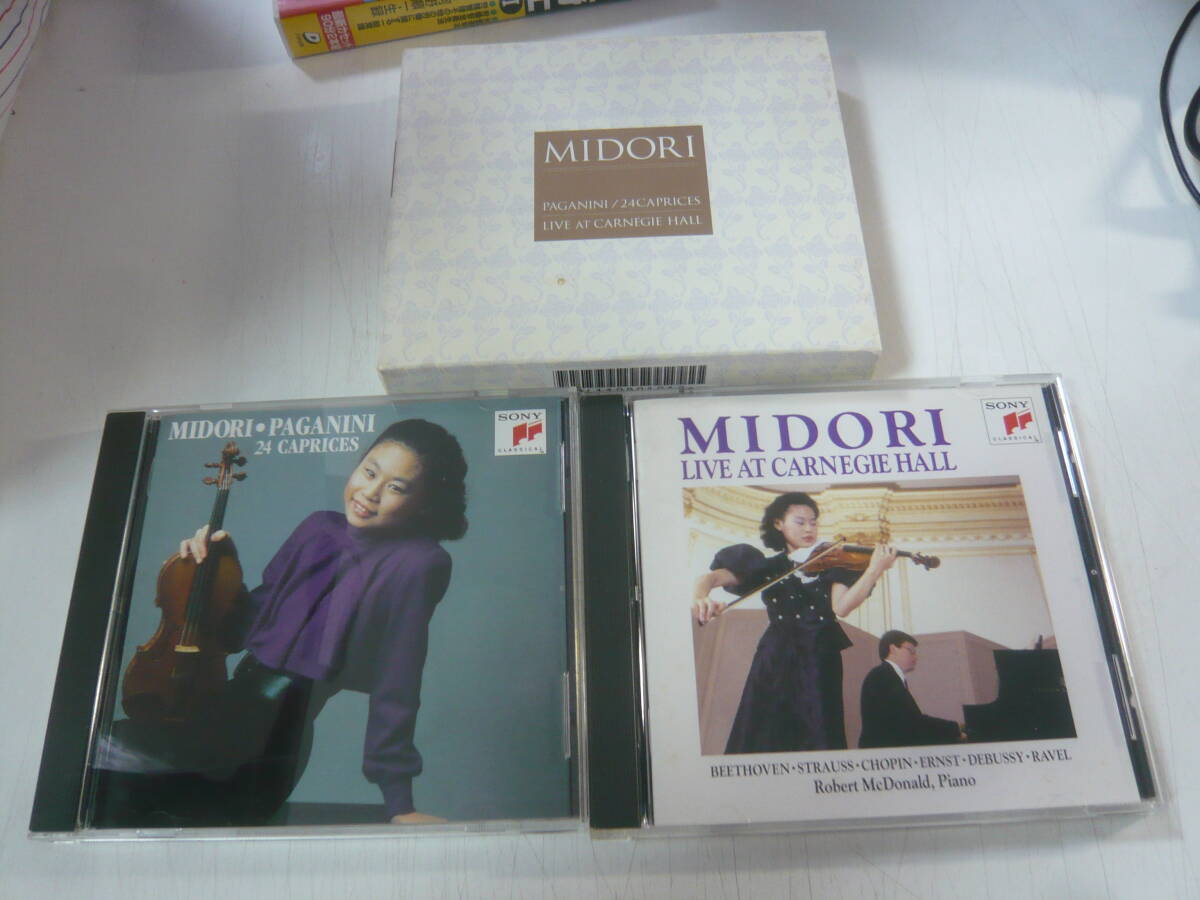 MIDORI
PAGANINI / 24CAPRICES
LIVE AT CARNEGIE HALL
MIDORI • PAGANINI
24 CAPRICES
SONY
CLASSICAL
MIDORI
LIVE AT CARNEGIE HALL
SONY
CLASSICAL
BEETHOVEN • STRAUSS • CHOPIN • ERNST • DEBUSSY • RAVEL
Robert McDonald, Piano